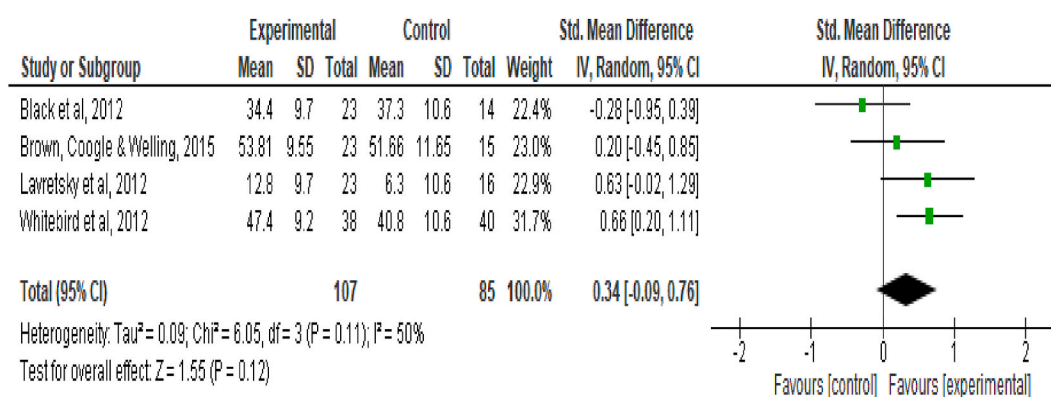 Experimental Control Std. Mean Difference Std. Mean Difference
Study or Subgroup Mean SD Total Mean SD Total Weight IV, Random, 95% CI IV, Random, 95% CI
Black et al, 2012 34.4 9.7 23 37.3 10.6 14 22.4% -0.28 [-0.95, 0.39]
Brown, Coogle & Welling, 2015 53.81 9.55 23 51.66 11.65 15 23.0% 0.20 [-0.45, 0.85]
Lavretsky et al, 2012 12.8 9.7 23 6.3 10.6 16 22.9% 0.63 [-0.02, 1.29]
Whitebird et al, 2012 47.4 9.2 38 40.8 10.6 40 31.7% 0.66 [0.20, 1.11]
Total (95% CI) 107 85 100.0% 0.34 [-0.09, 0.76]
Heterogeneity: Tau² = 0.09; Chi² = 6.05, df = 3 (P = 0.11); I² = 50%
Test for overall effect: Z = 1.55 (P = 0.12)
-2 -1 0 1 2
Favours [control] Favours [experimental]